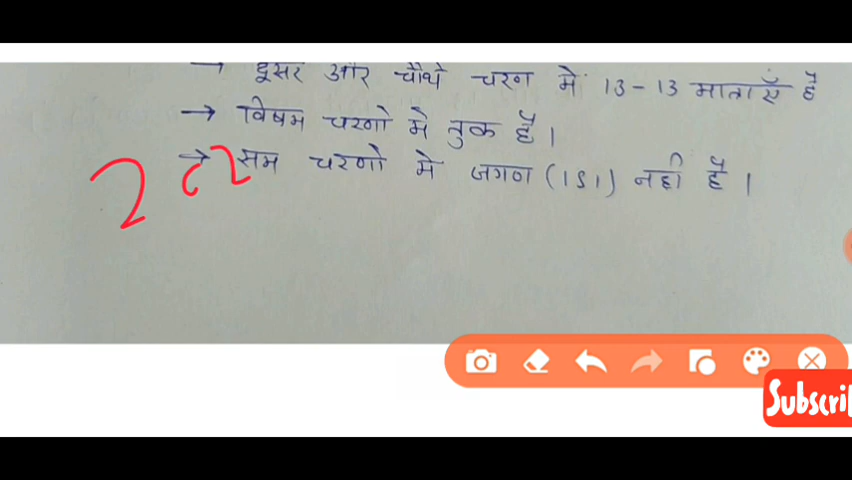 → दूसरे और चौथे चरण में 13-13 मात्राएँ हैं
→ विषम चरणो मे तुक है।
→ सम चरणो मे जगण (ISI) नही है।
Subscri